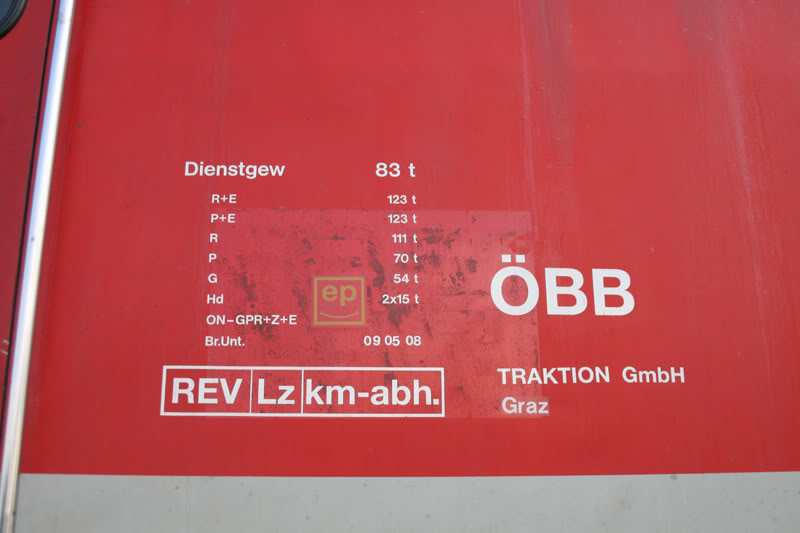 Dienstgew 83 t
R+E 123 t
P+E 123 t
R 111 t
P 70 t
G 54 t
Hd 2x15 t
ON-GPR+Z+E
Br.Unt. 09 05 08
ep
REV Lz km-abh.
ÖBB
TRAKTION GmbH
Graz